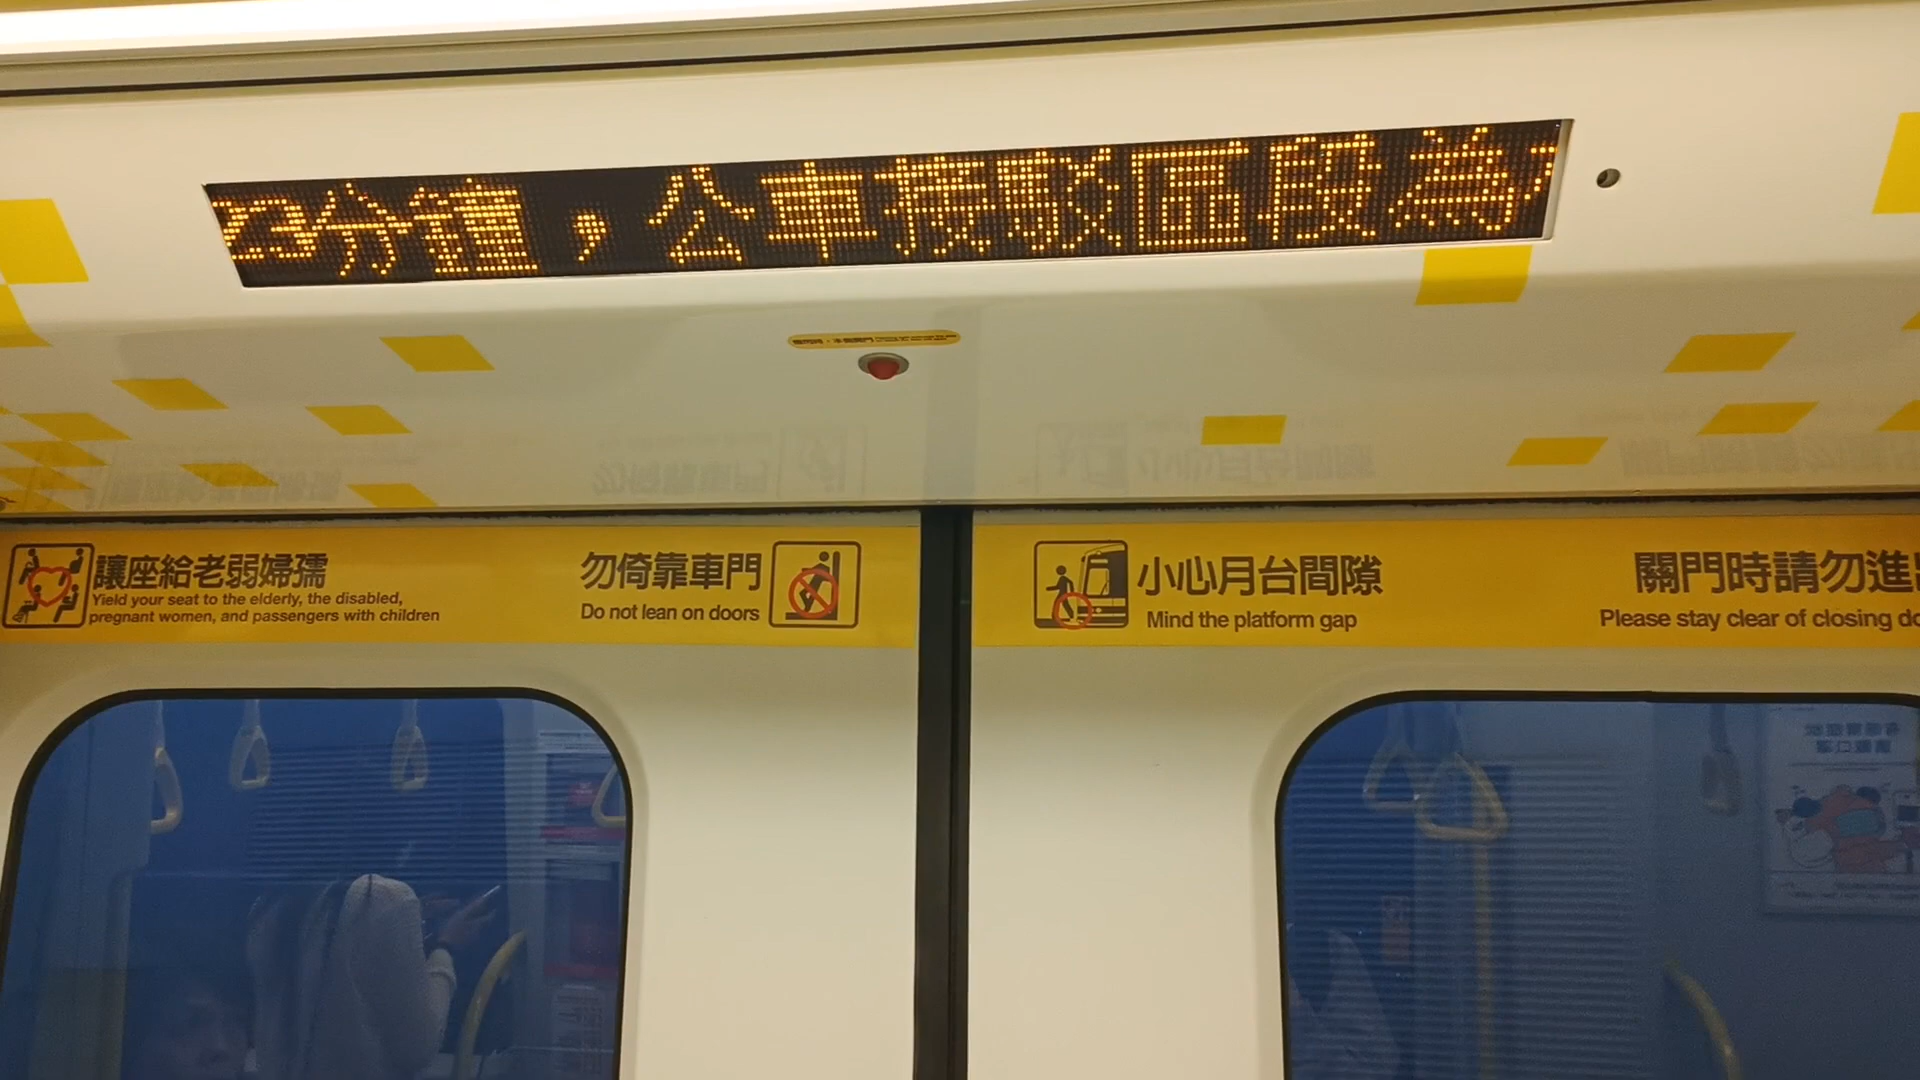 23分鐘，公車接駁區段為
讓座給老弱婦孺
Yield your seat to the elderly, the disabled,
pregnant women, and passengers with children
勿倚靠車門
Do not lean on doors
小心月台間隙
Mind the platform gap
關門時請勿進
Please stay clear of closing